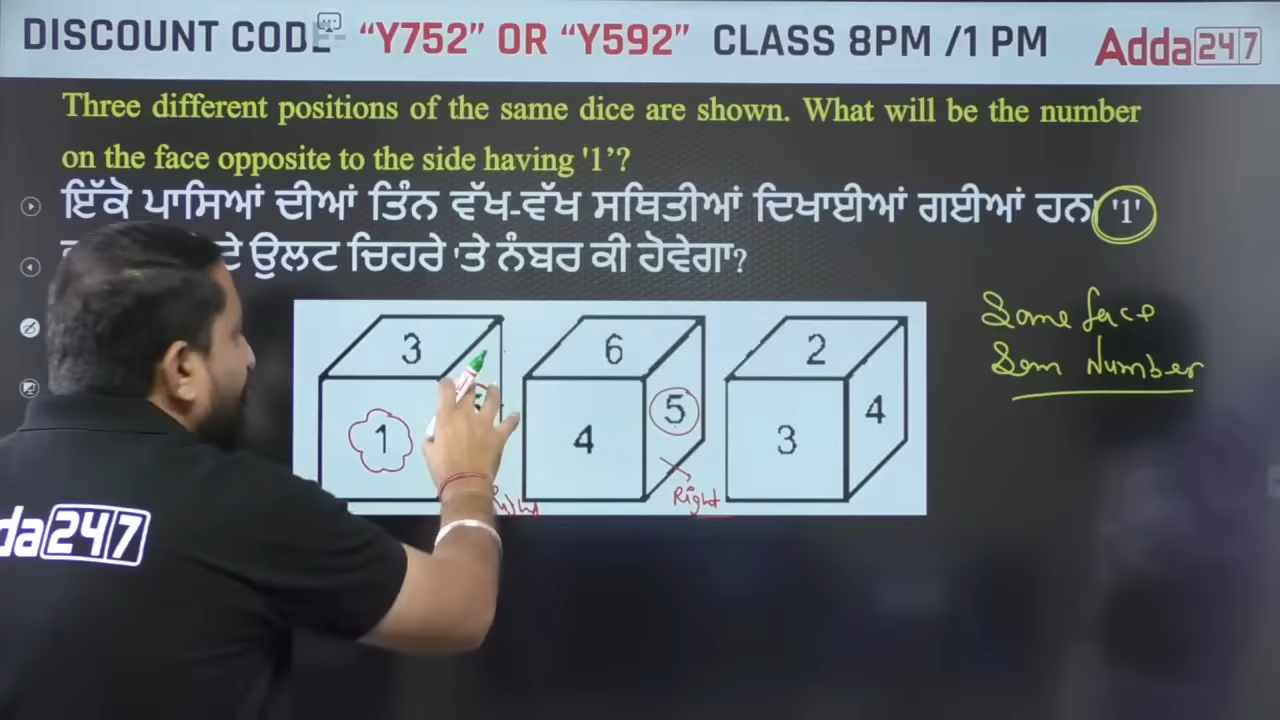 DISCOUNT CODE “Y752” OR “Y592” CLASS 8PM /1 PM
Adda247
Three different positions of the same dice are shown. What will be the number
on the face opposite to the side having '1’?
ਇੱਕੋ ਪਾਸਿਆਂ ਦੀਆਂ ਤਿੰਨ ਵੱਖ-ਵੱਖ ਸਥਿਤੀਆਂ ਦਿਖਾਈਆਂ ਗਈਆਂ ਹਨ। '1'
ਦੇ ਉਲਟ ਚਿਹਰੇ 'ਤੇ ਨੰਬਰ ਕੀ ਹੋਵੇਗਾ?
Same face
Sem Number
3 6 2
1 4 5 3 4
Right
da247